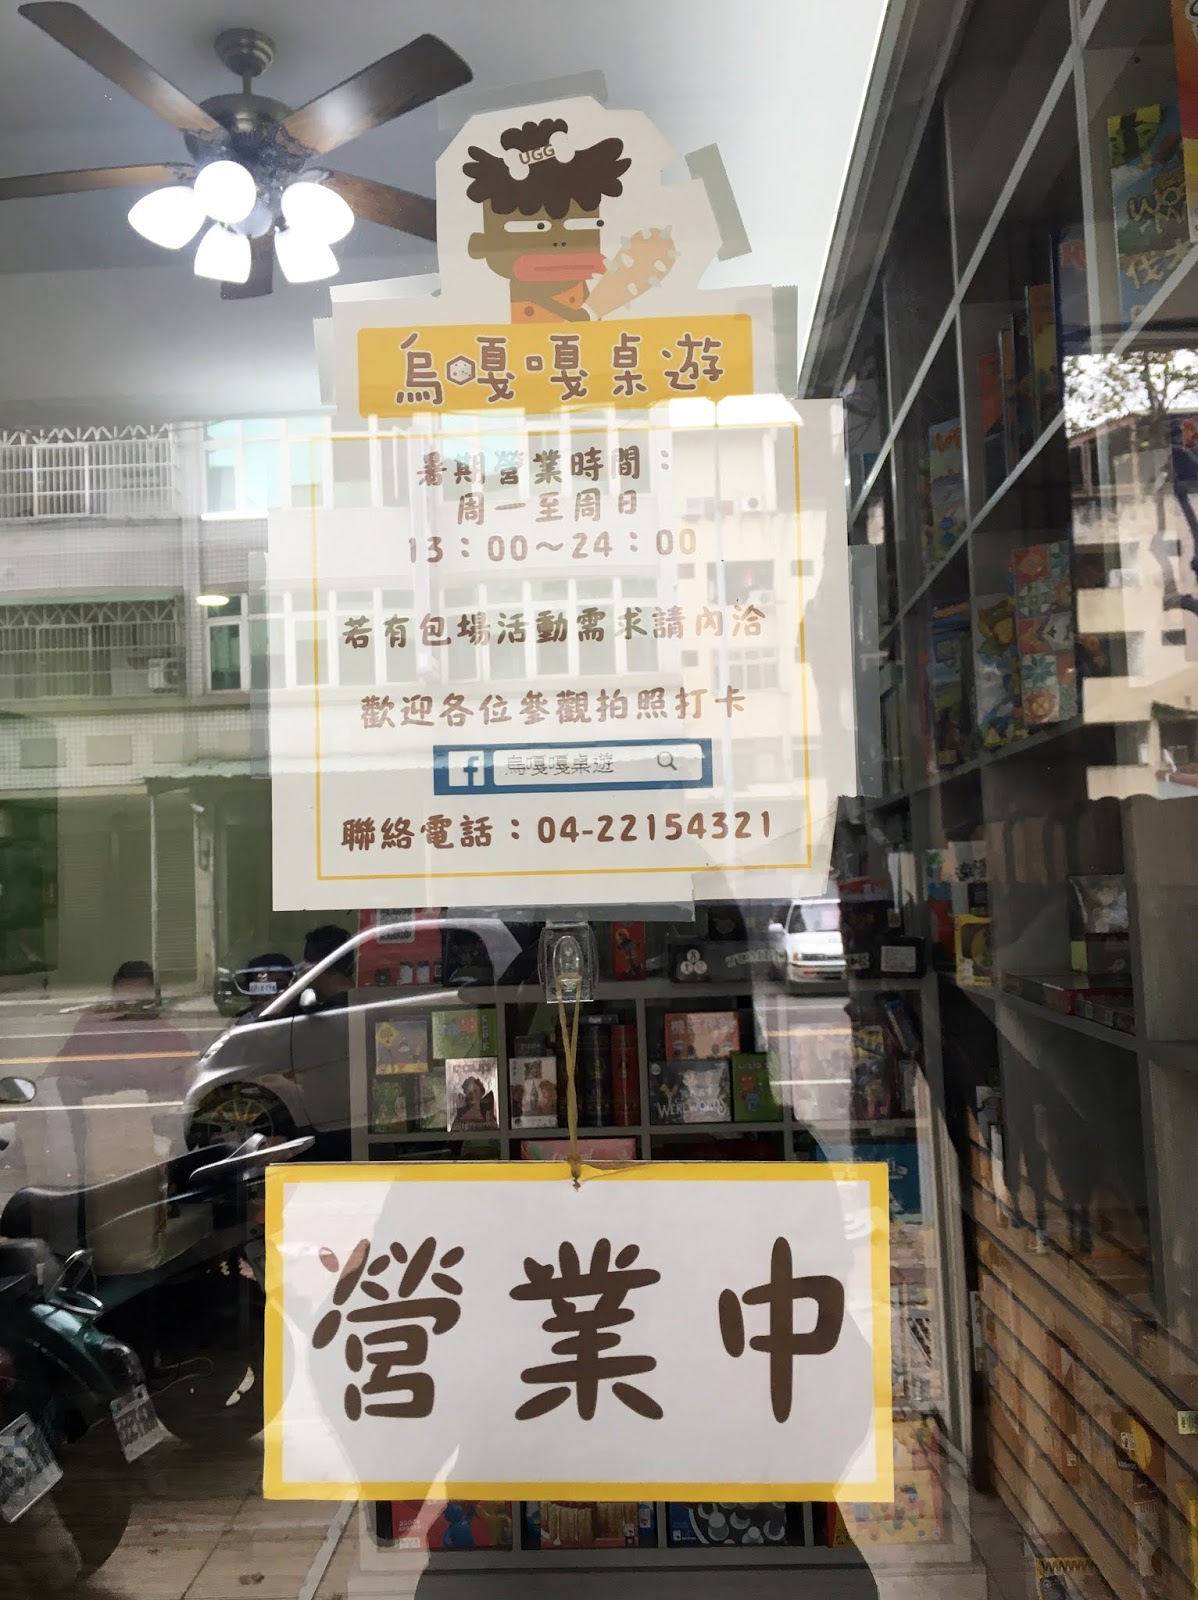 UGG
烏嘎嘎桌遊
暑期營業時間：
周一至周日
13：00～24：00
若有包場活動需求請內洽
歡迎各位參觀拍照打卡
f 烏嘎嘎桌遊
聯絡電話：04-22154321
WEREWORDS
營業中